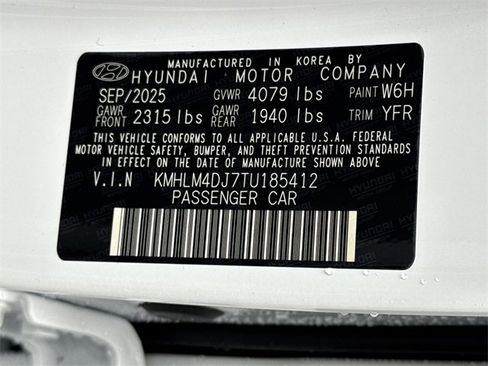 MANUFACTURED IN KOREA BY
HYUNDAI MOTOR COMPANY
SEP/2025 GVWR 4079 lbs PAINT W6H
GAWR FRONT 2315 lbs GAWR REAR 1940 lbs TRIM YFR
THIS VEHICLE CONFORMS TO ALL APPLICABLE U.S.A. FEDERAL
MOTOR VEHICLE SAFETY, BUMPER, AND THEFT PREVENTION STANDARDS
IN EFFECT ON THE DATE OF MANUFACTURE SHOWN ABOVE.
V.I.N KMHLM4DJ7TU185412
PASSENGER CAR